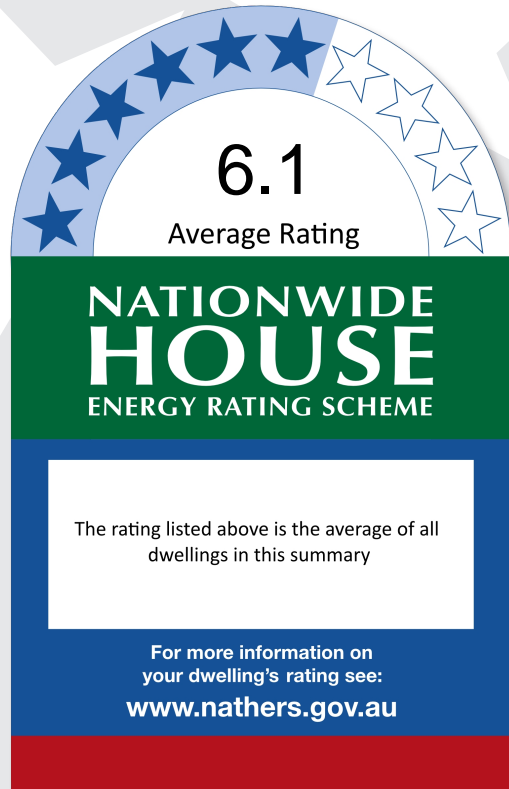 6.1
Average Rating
NATIONWIDE
HOUSE
ENERGY RATING SCHEME
The rating listed above is the average of all
dwellings in this summary
For more information on
your dwelling's rating see:
www.nathers.gov.au